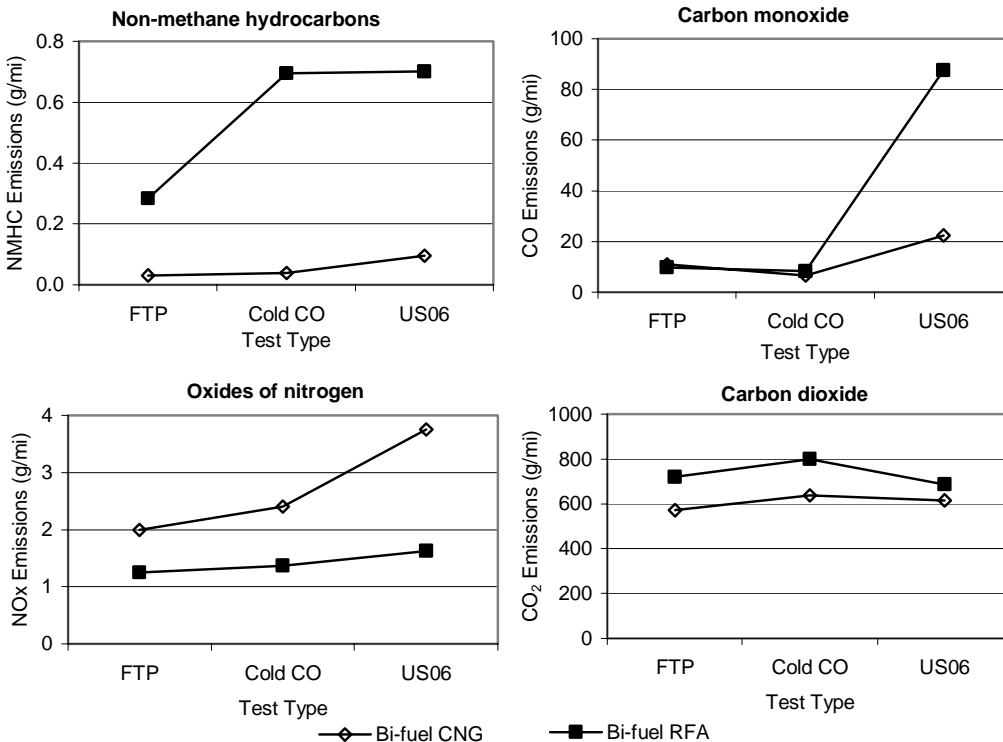 Non-methane hydrocarbons
NMHC Emissions (g/mi)
0.8
0.6
0.4
0.2
0.0
FTP Cold CO US06
Test Type
Carbon monoxide
CO Emissions (g/mi)
100
80
60
40
20
0
FTP Cold CO US06
Test Type
Oxides of nitrogen
NOx Emissions (g/mi)
4
3
2
1
0
FTP Cold CO US06
Test Type
Carbon dioxide
CO₂ Emissions (g/mi)
1000
800
600
400
200
0
FTP Cold CO US06
Test Type
Bi-fuel CNG Bi-fuel RFA